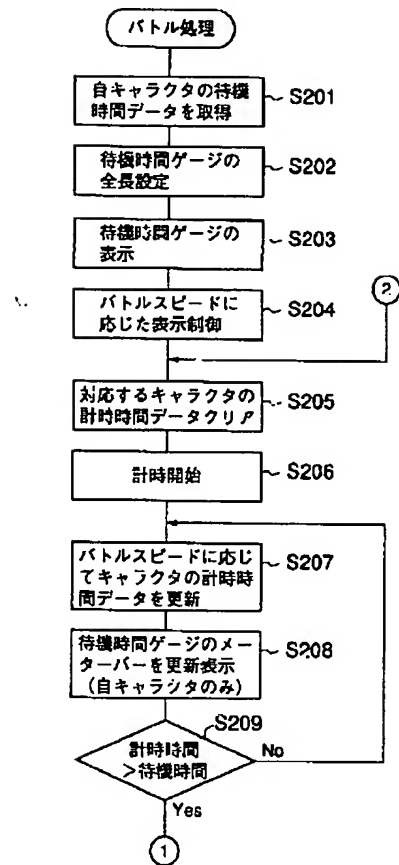 バトル処理
自キャラクタの待機
時間データを取得
S201
待機時間ゲージの
全長設定
S202
待機時間ゲージの
表示
S203
バトルスピードに
応じた表示制御
S204
②
対応するキャラクタの
計時時間データクリア
S205
計時開始
S206
バトルスピードに応じ
てキャラクタの計時時
間データを更新
S207
待機時間ゲージのメー
ターバーを更新表示
(自キャラクタのみ)
S208
S209
計時時間
>待機時間
No
Yes
①